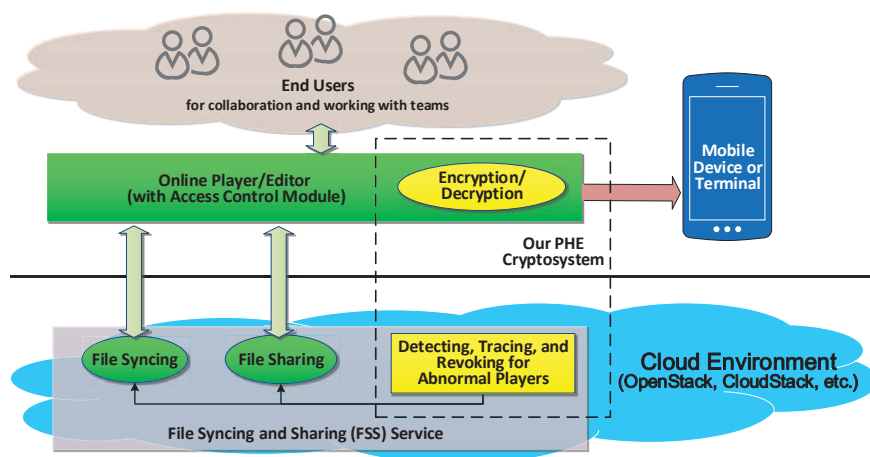 End Users
for collaboration and working with teams
Online Player/Editor
(with Access Control Module)
Encryption/
Decryption
Mobile
Device or
Terminal
Our PHE
Cryptosystem
File Syncing
File Sharing
Detecting, Tracing, and
Revoking for
Abnormal Players
Cloud Environment
(OpenStack, CloudStack, etc.)
File Syncing and Sharing (FSS) Service